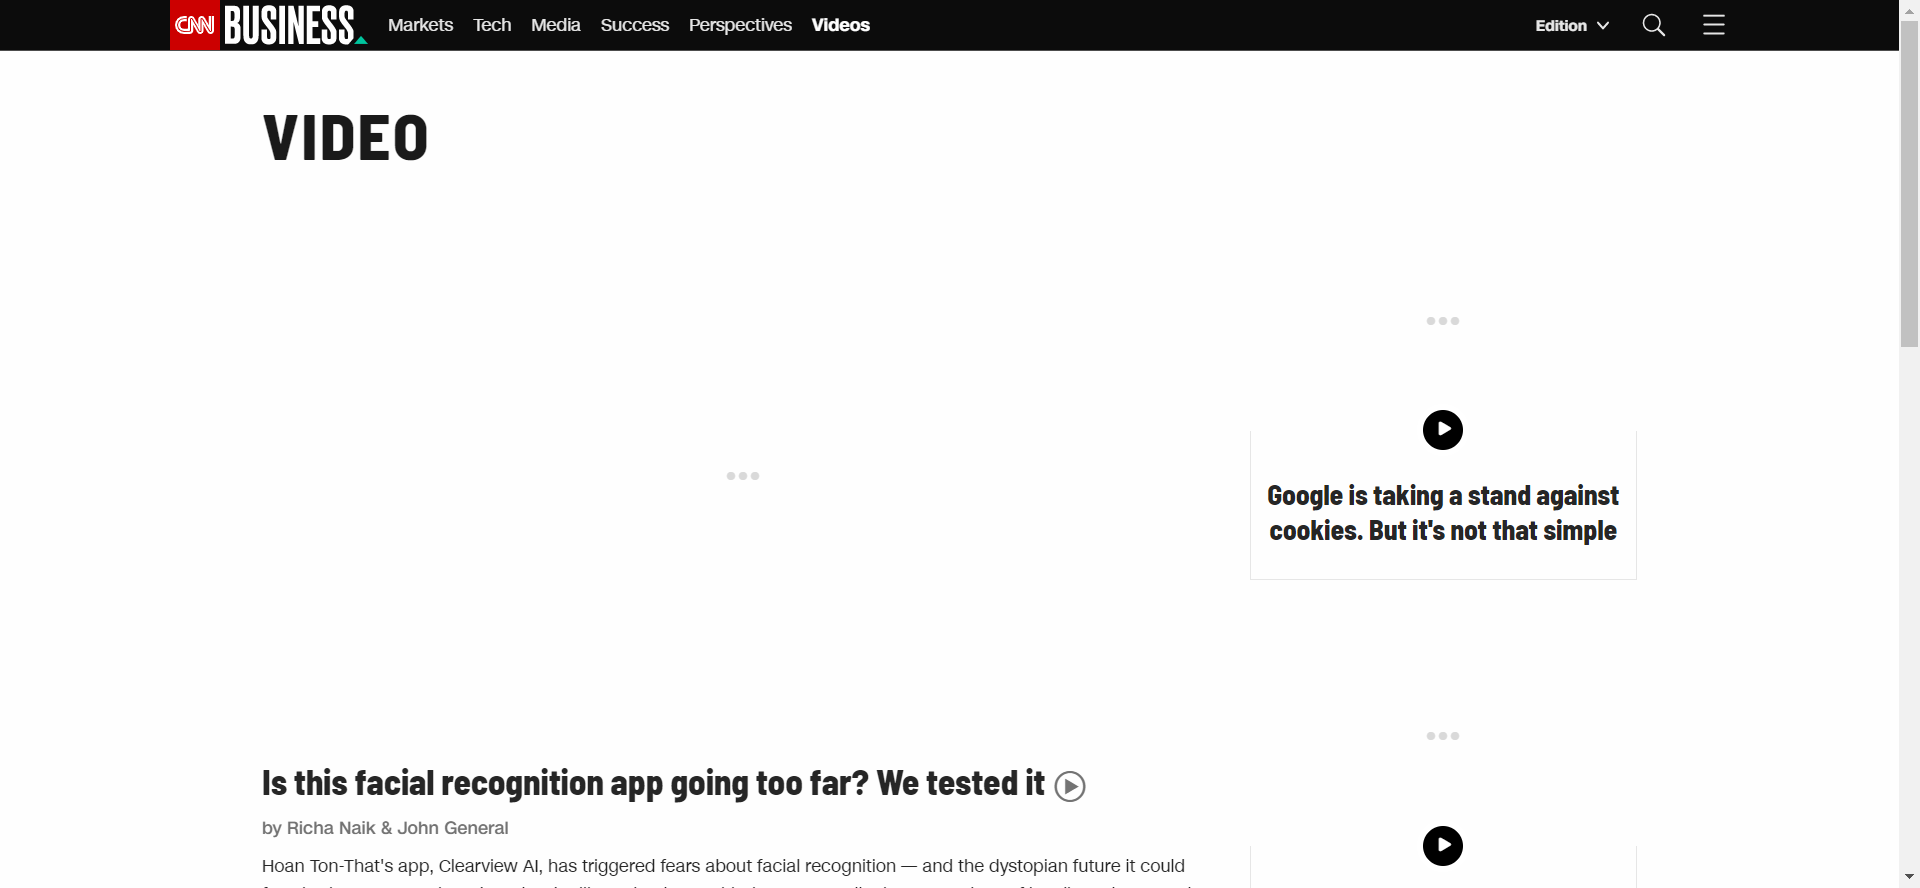 CNN BUSINESS Markets Tech Media Success Perspectives Videos Edition
VIDEO
Google is taking a stand against
cookies. But it's not that simple
Is this facial recognition app going too far? We tested it
by Richa Naik & John General
Hoan Ton-That's app, Clearview AI, has triggered fears about facial recognition — and the dystopian future it could